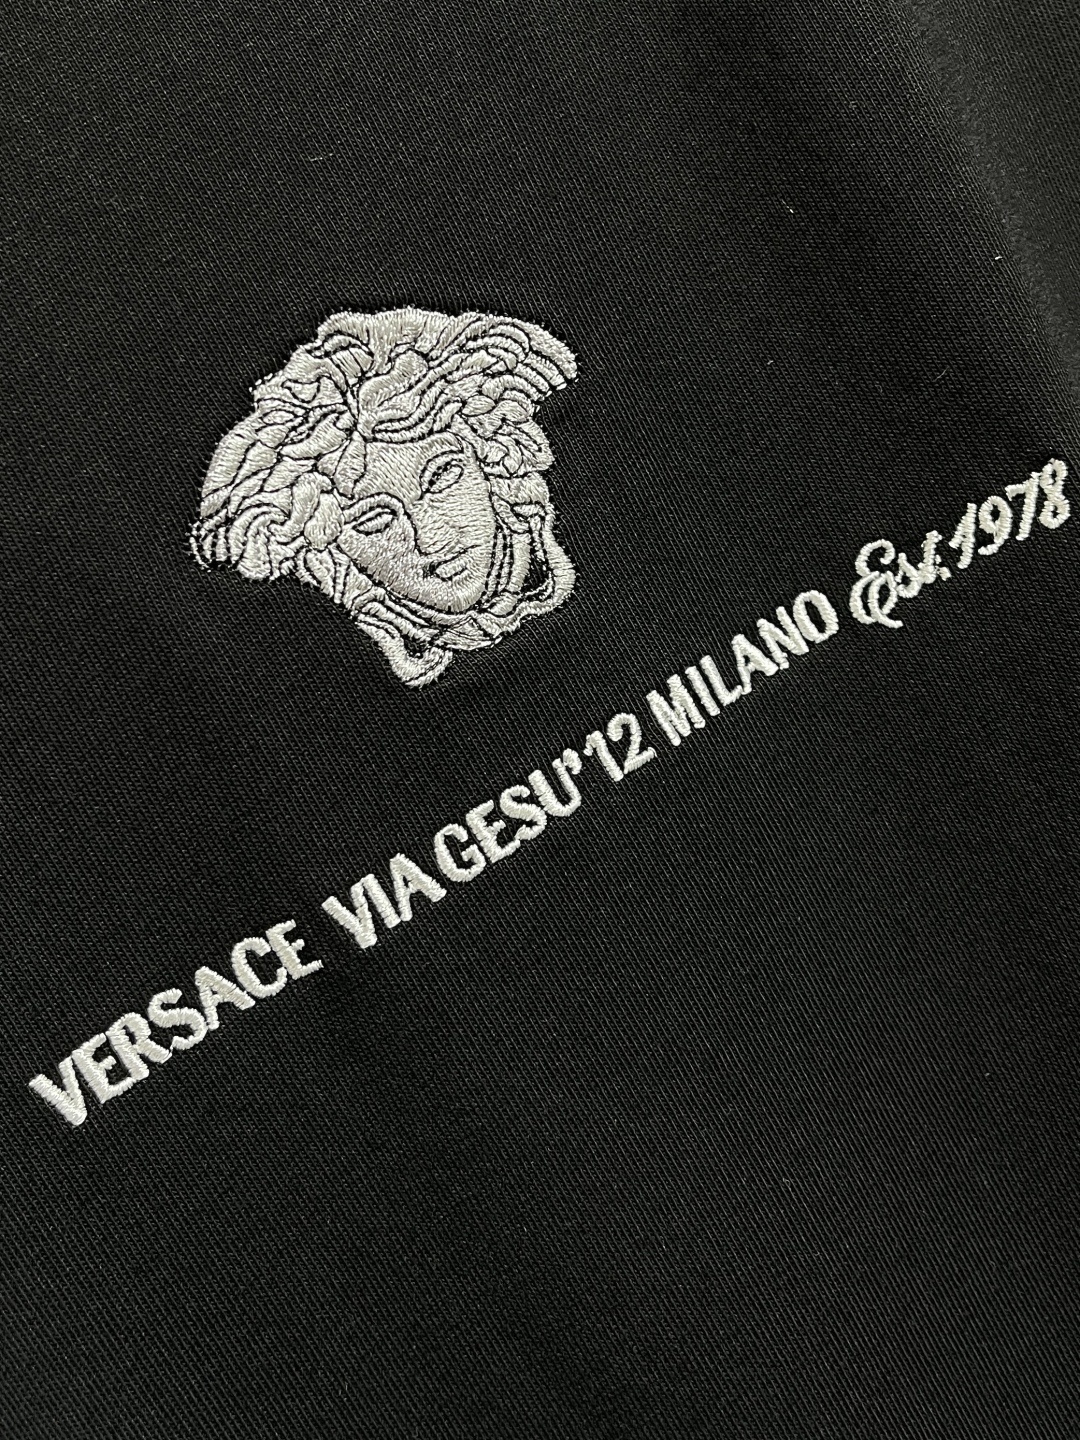 VERSACE VIA GESU' 12 MILANO Est. 1978